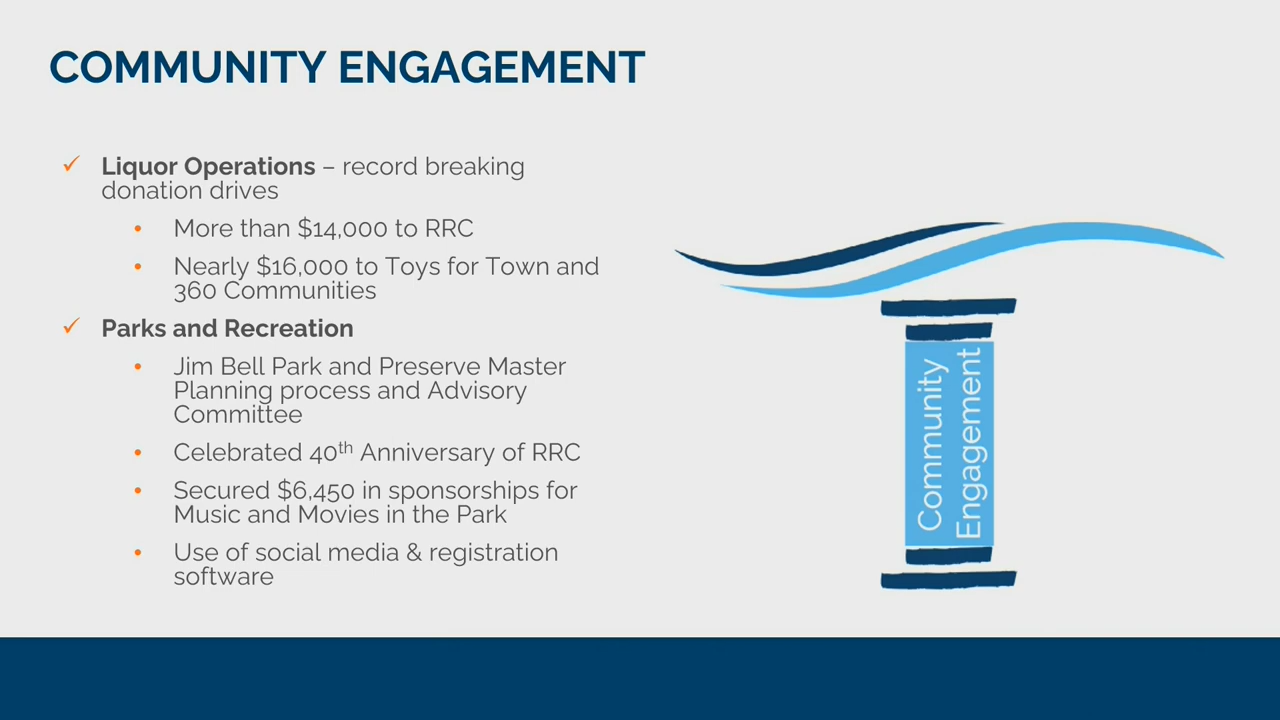 COMMUNITY ENGAGEMENT
✓ Liquor Operations – record breaking
donation drives
• More than $14,000 to RRC
• Nearly $16,000 to Toys for Town and
360 Communities
✓ Parks and Recreation
• Jim Bell Park and Preserve Master
Planning process and Advisory
Committee
• Celebrated 40th Anniversary of RRC
• Secured $6,450 in sponsorships for
Music and Movies in the Park
• Use of social media & registration
software
Community
Engagement